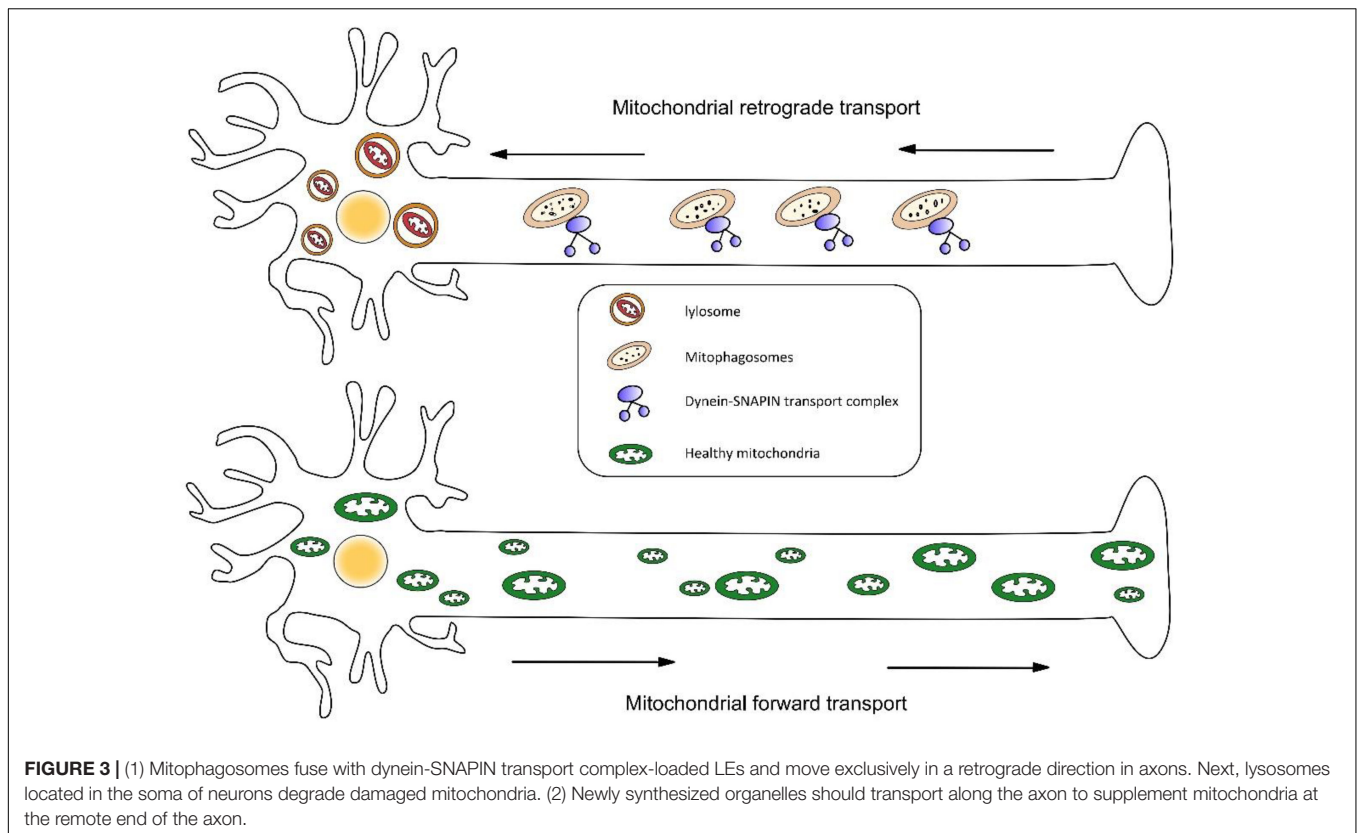 Mitochondrial retrograde transport
lylosome
Mitophagosomes
Dynein-SNAPIN transport complex
Healthy mitochondria
Mitochondrial forward transport
FIGURE 3 | (1) Mitophagosomes fuse with dynein-SNAPIN transport complex-loaded LEs and move exclusively in a retrograde direction in axons. Next, lysosomes
located in the soma of neurons degrade damaged mitochondria. (2) Newly synthesized organelles should transport along the axon to supplement mitochondria at
the remote end of the axon.